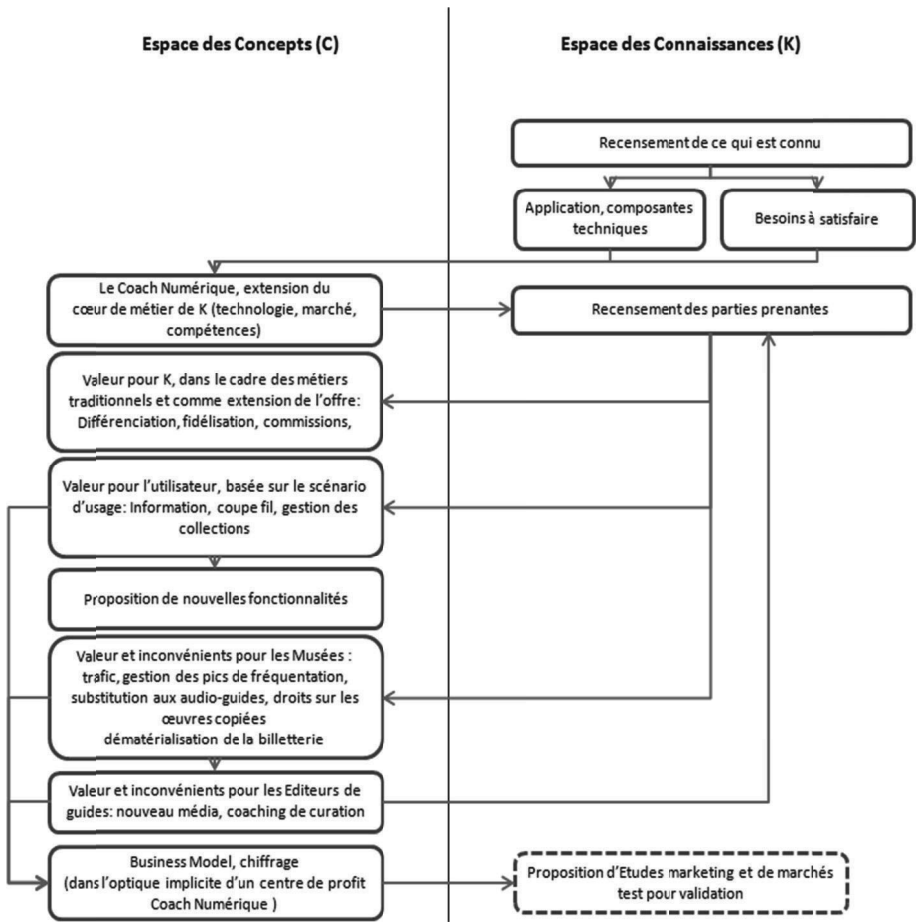 Espace des Concepts (C)
Espace des Connaissances (K)
Recensement de ce qui est connu
Application, composantes
techniques
Besoins à satisfaire
Le Coach Numérique, extension du
cœur de métier de K (technologie, marché,
compétences)
Recensement des parties prenantes
Valeur pour K, dans le cadre des métiers
traditionnels et comme extension de l'offre:
Différenciation, fidélisation, commissions,
Valeur pour l'utilisateur, basée sur le scénario
d'usage: Information, coupe fil, gestion des
collections
Proposition de nouvelles fonctionnalités
Valeur et inconvénients pour les Musées :
trafic, gestion des pics de fréquentation,
substitution aux audio-guides, droits sur les
œuvres copiées
dématérialisation de la billetterie
Valeur et inconvénients pour les Editeurs de
guides: nouveau média, coaching de curation
Business Model, chiffrage
(dans l'optique implicite d'un centre de profit
Coach Numérique )
Proposition d'Etudes marketing et de marchés
test pour validation